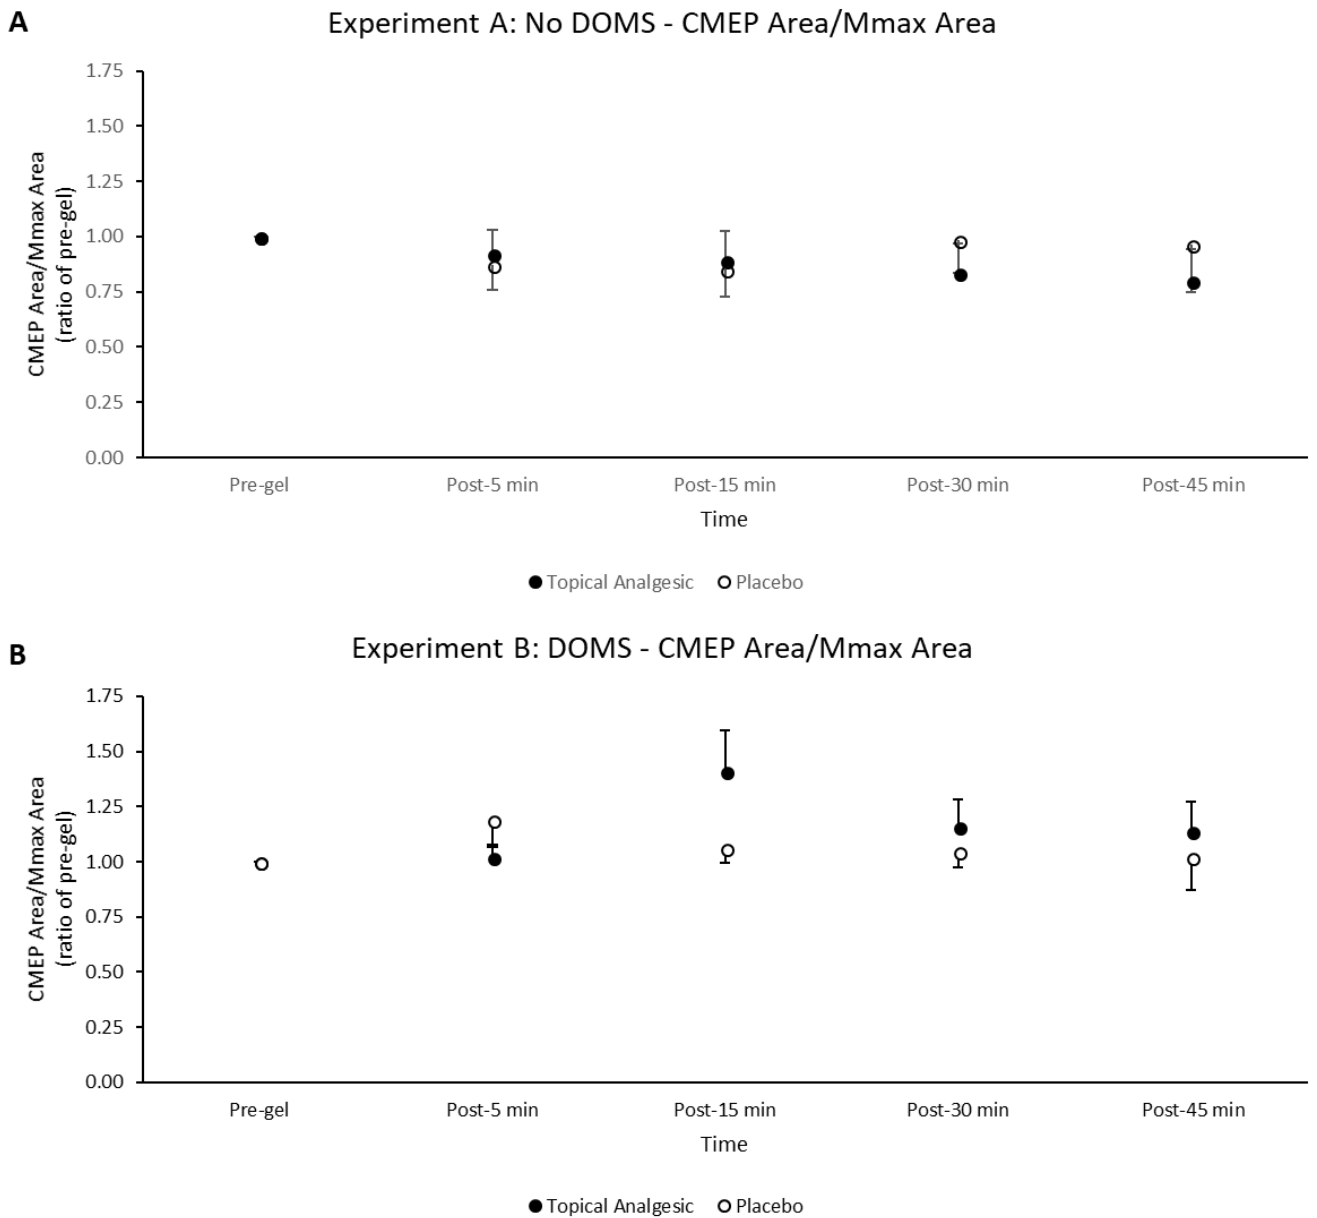 A
Experiment A: No DOMS - CMEP Area/Mmax Area
CMEP Area/Mmax Area
(ratio of pre-gel)
1.75
1.50
1.25
1.00
0.75
0.50
0.25
0.00
Pre-gel Post-5 min Post-15 min Post-30 min Post-45 min
Time
Topical Analgesic Placebo
B
Experiment B: DOMS - CMEP Area/Mmax Area
CMEP Area/Mmax Area
(ratio of pre-gel)
1.75
1.50
1.25
1.00
0.75
0.50
0.25
0.00
Pre-gel Post-5 min Post-15 min Post-30 min Post-45 min
Time
Topical Analgesic Placebo